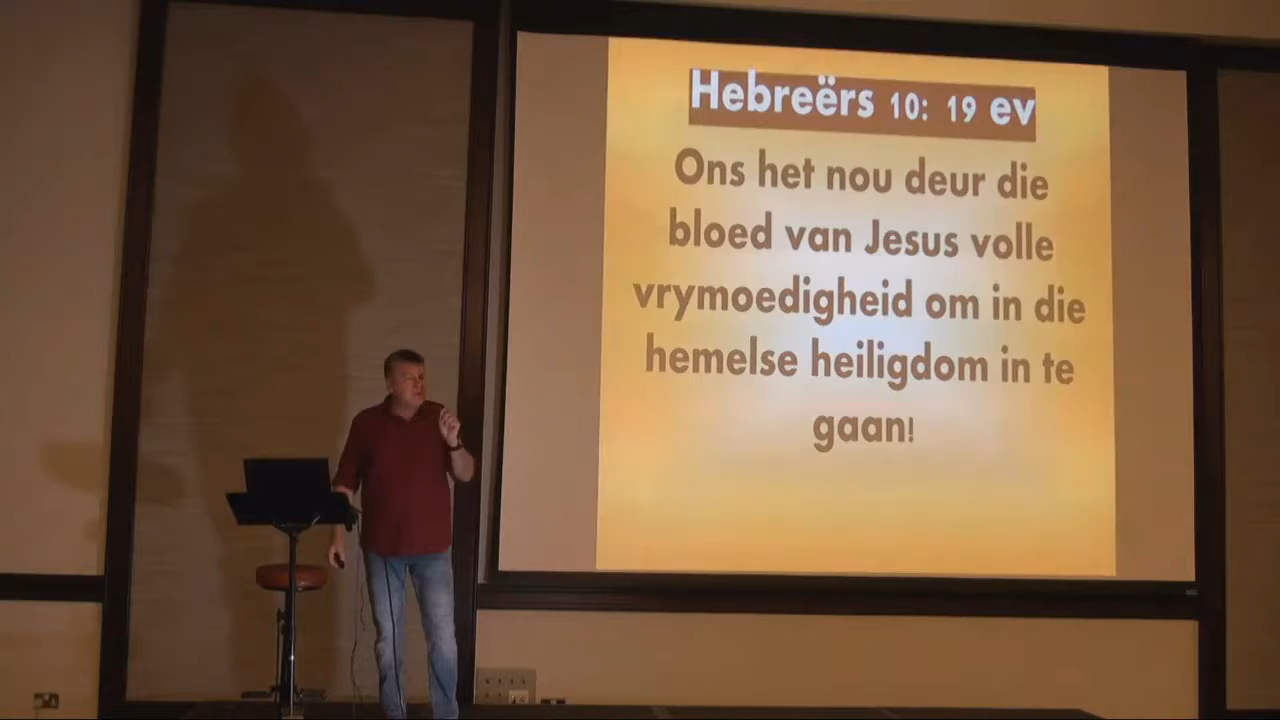 Hebreërs 10: 19 ev
Ons het nou deur die
bloed van Jesus volle
vrymoedigheid om in die
hemelse heiligdom in te
gaan!